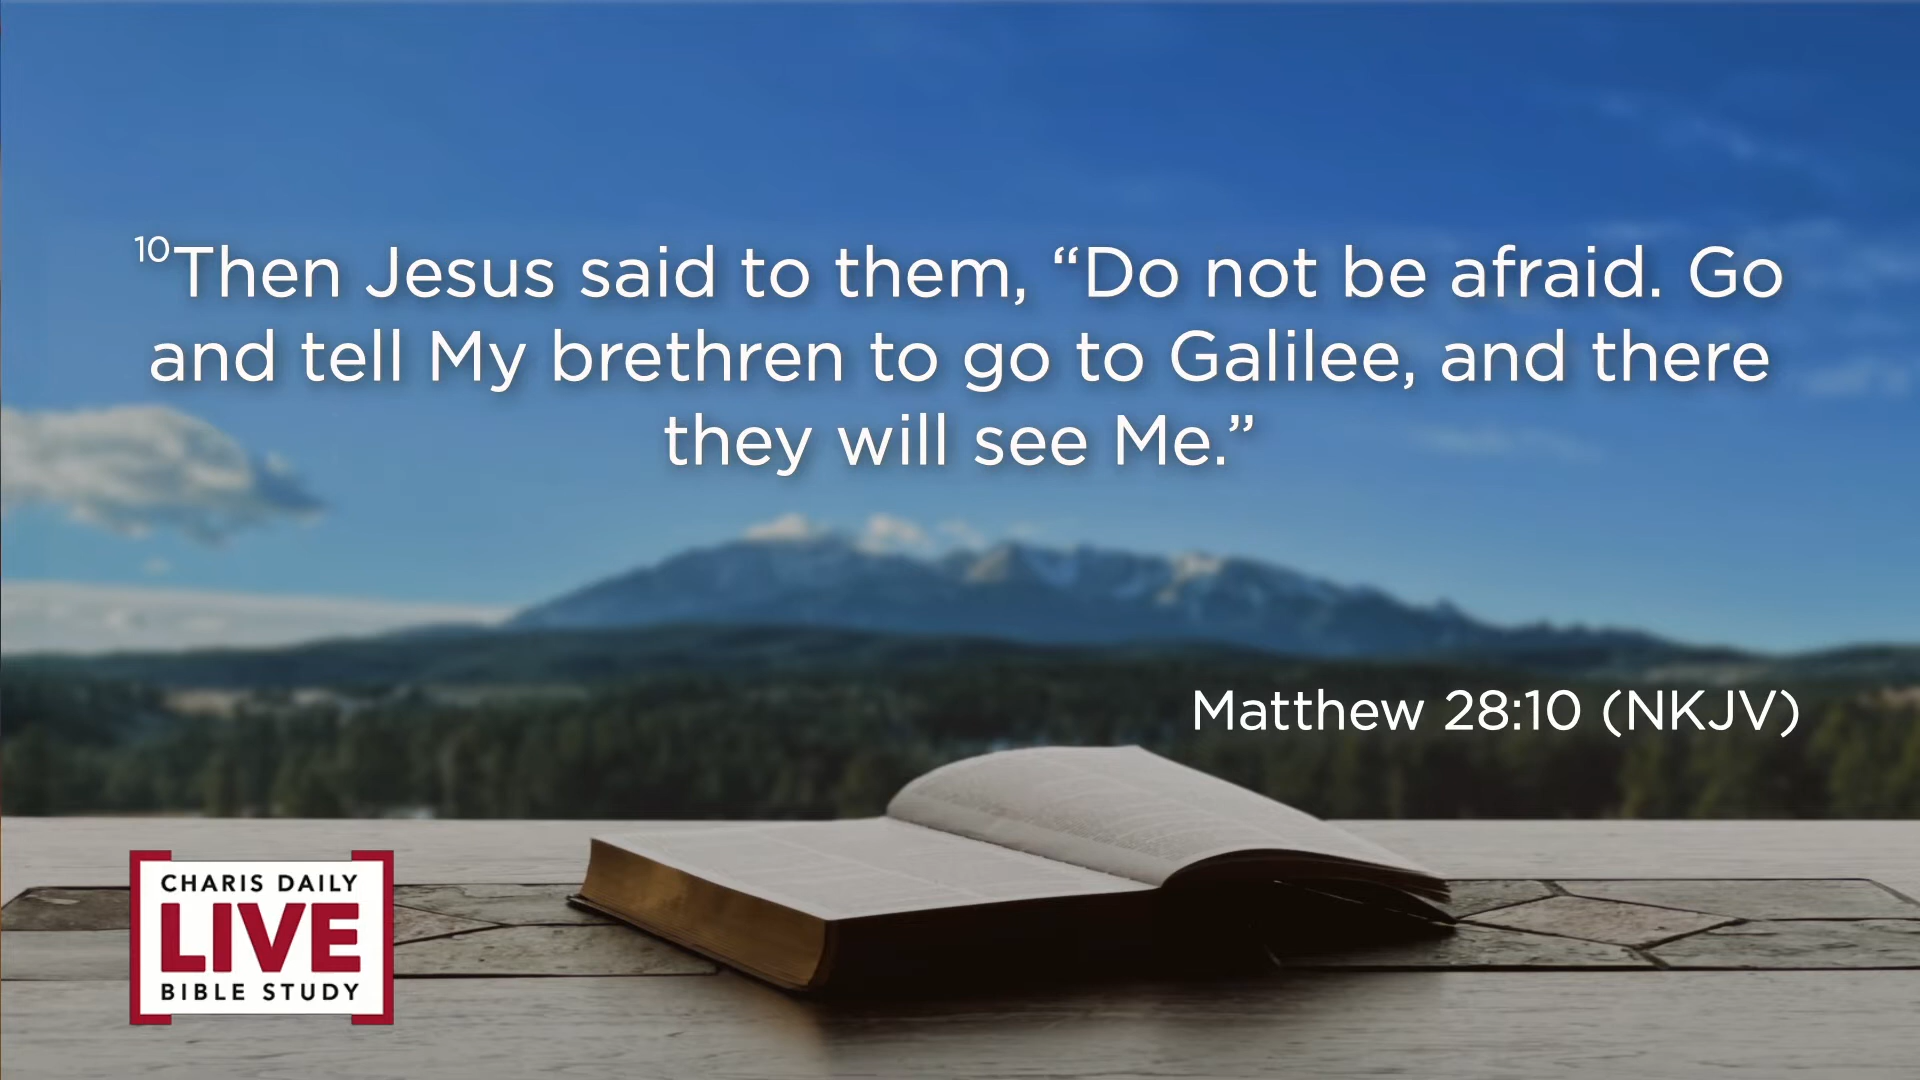 ¹⁰Then Jesus said to them, “Do not be afraid. Go
and tell My brethren to go to Galilee, and there
they will see Me.”
Matthew 28:10 (NKJV)
CHARIS DAILY
LIVE
BIBLE STUDY